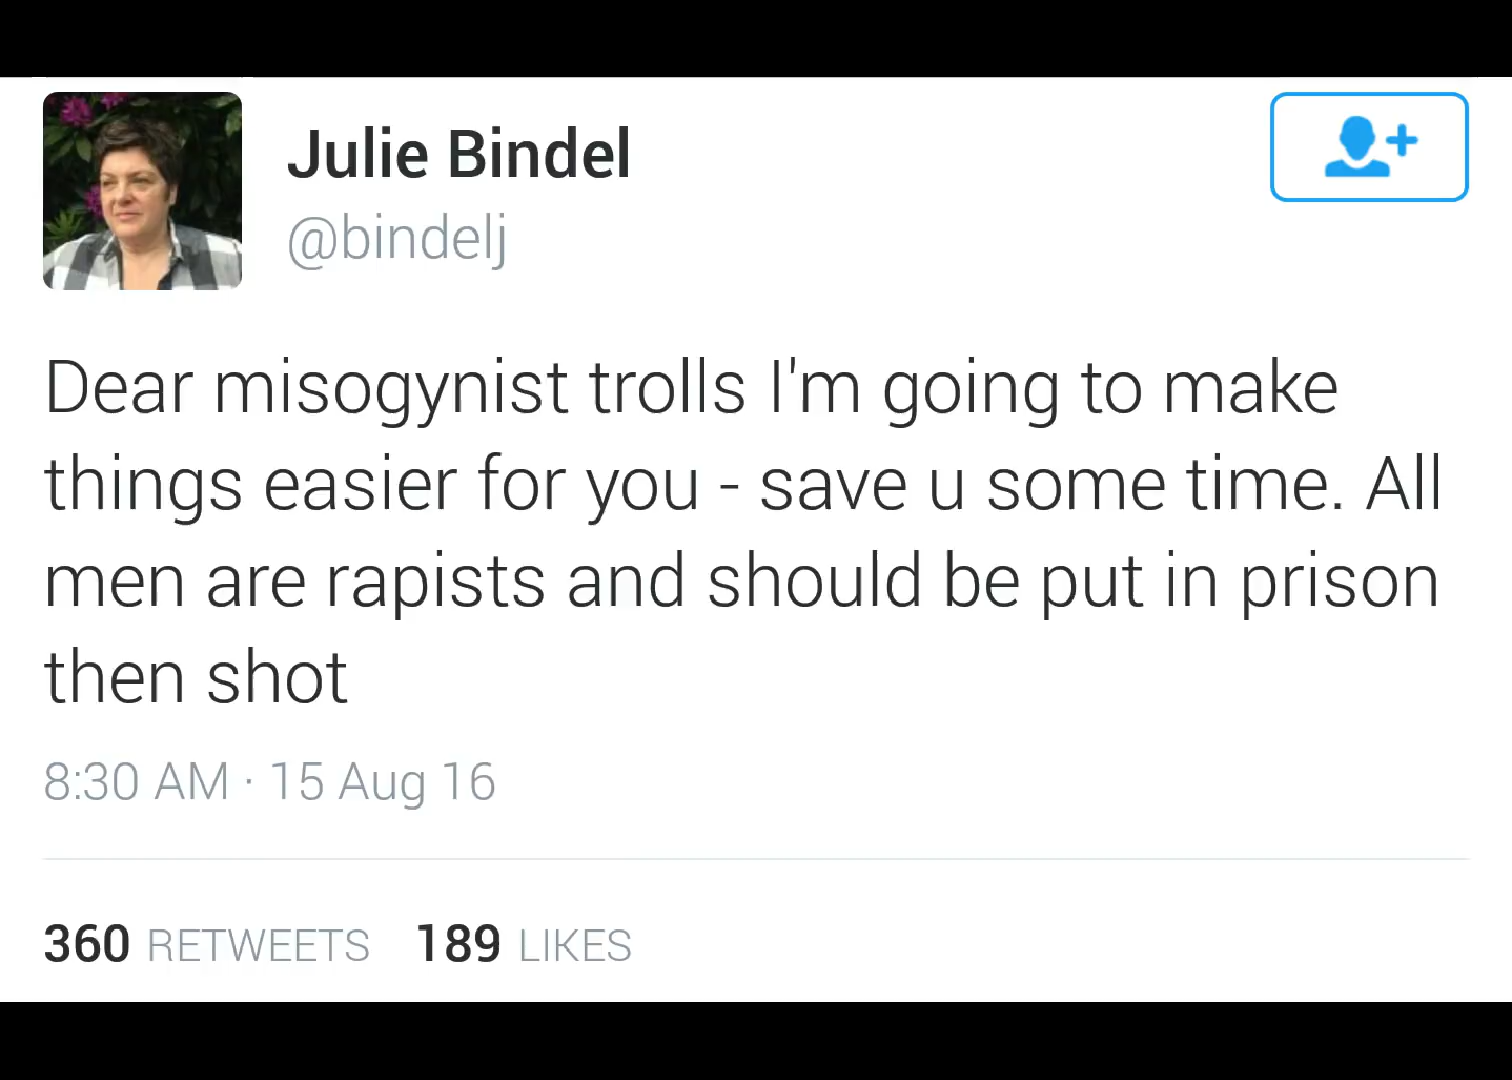 Julie Bindel
@bindelj
Dear misogynist trolls I'm going to make
things easier for you - save u some time. All
men are rapists and should be put in prison
then shot
8:30 AM · 15 Aug 16
360 RETWEETS 189 LIKES